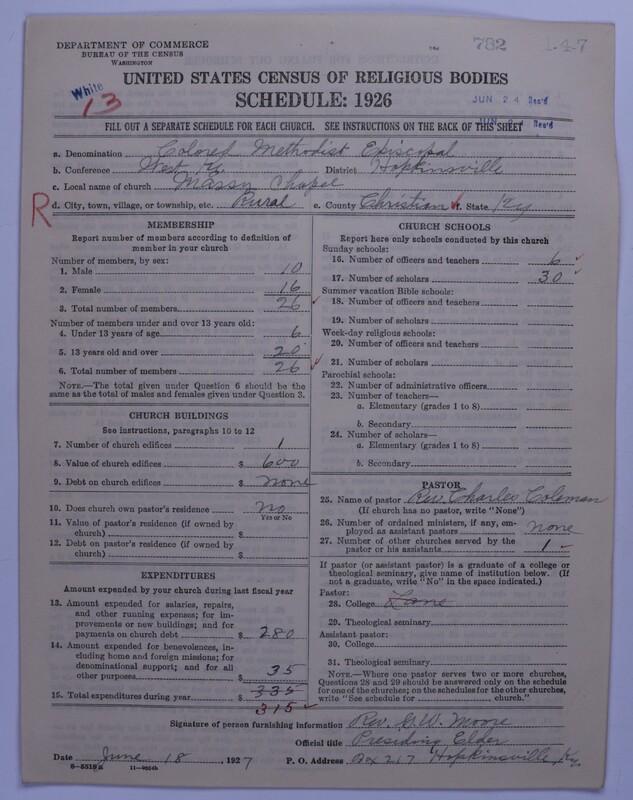 DEPARTMENT OF COMMERCE
BUREAU OF THE CENSUS
WASHINGTON
782 1-4-7
White
13
UNITED STATES CENSUS OF RELIGIOUS BODIES
SCHEDULE: 1926
JUN 24 Rec'd
JUN 24 Rec'd
FILL OUT A SEPARATE SCHEDULE FOR EACH CHURCH. SEE INSTRUCTIONS ON THE BACK OF THIS SHEET
a. Denomination Colored Methodist Episcopal
b. Conference West Ky. District Hopkinsville
c. Local name of church Massy Chapel
R
d. City, town, village, or township, etc. Rural e. County Christian f. State Ky
MEMBERSHIP
Report number of members according to definition of
member in your church
Number of members, by sex:
1. Male 10
2. Female 16
3. Total number of members 26
Number of members under and over 13 years old:
4. Under 13 years of age 6
5. 13 years old and over 20
6. Total number of members 26
NOTE.—The total given under Question 6 should be the
same as the total of males and females given under Question 3.
CHURCH BUILDINGS
See instructions, paragraphs 10 to 12
7. Number of church edifices 1
8. Value of church edifices $ 600
9. Debt on church edifices $ none
10. Does church own pastor's residence no
Yes or No
11. Value of pastor's residence (if owned by
church) $
12. Debt on pastor's residence (if owned by
church) $
EXPENDITURES
Amount expended by your church during last fiscal year
13. Amount expended for salaries, repairs,
and other running expenses; for im-
provements or new buildings; and for
payments on church debt $ 280
14. Amount expended for benevolences, in-
cluding home and foreign missions; for
denominational support; and for all
other purposes $ 35
15. Total expenditures during year $ 335
315
CHURCH SCHOOLS
Report here only schools conducted by this church
Sunday schools:
16. Number of officers and teachers 6
17. Number of scholars 30
Summer vacation Bible schools:
18. Number of officers and teachers
19. Number of scholars
Week-day religious schools:
20. Number of officers and teachers
21. Number of scholars
Parochial schools:
22. Number of administrative officers
23. Number of teachers—
a. Elementary (grades 1 to 8)
b. Secondary
24. Number of scholars—
a. Elementary (grades 1 to 8)
b. Secondary
PASTOR
25. Name of pastor Rev. Charles Coleman
(If church has no pastor, write "None")
26. Number of ordained ministers, if any, em-
ployed as assistant pastors none
27. Number of other churches served by the
pastor or his assistants 1
If pastor (or assistant pastor) is a graduate of a college or
theological seminary, give name of institution below. (If
not a graduate, write "No" in the space indicated.)
Pastor:
28. College Lane
29. Theological seminary
Assistant pastor:
30. College
31. Theological seminary
NOTE.—Where one pastor serves two or more churches,
Questions 28 and 29 should be answered only on the schedule
for one of the churches; on the schedules for the other churches,
write "See schedule for church."
Signature of person furnishing information Rev. G. W. Moore
Official title Presiding Elder
Date June 18, 1927 P. O. Address Box 217 Hopkinsville, Ky.
8-5519a 11-9554b